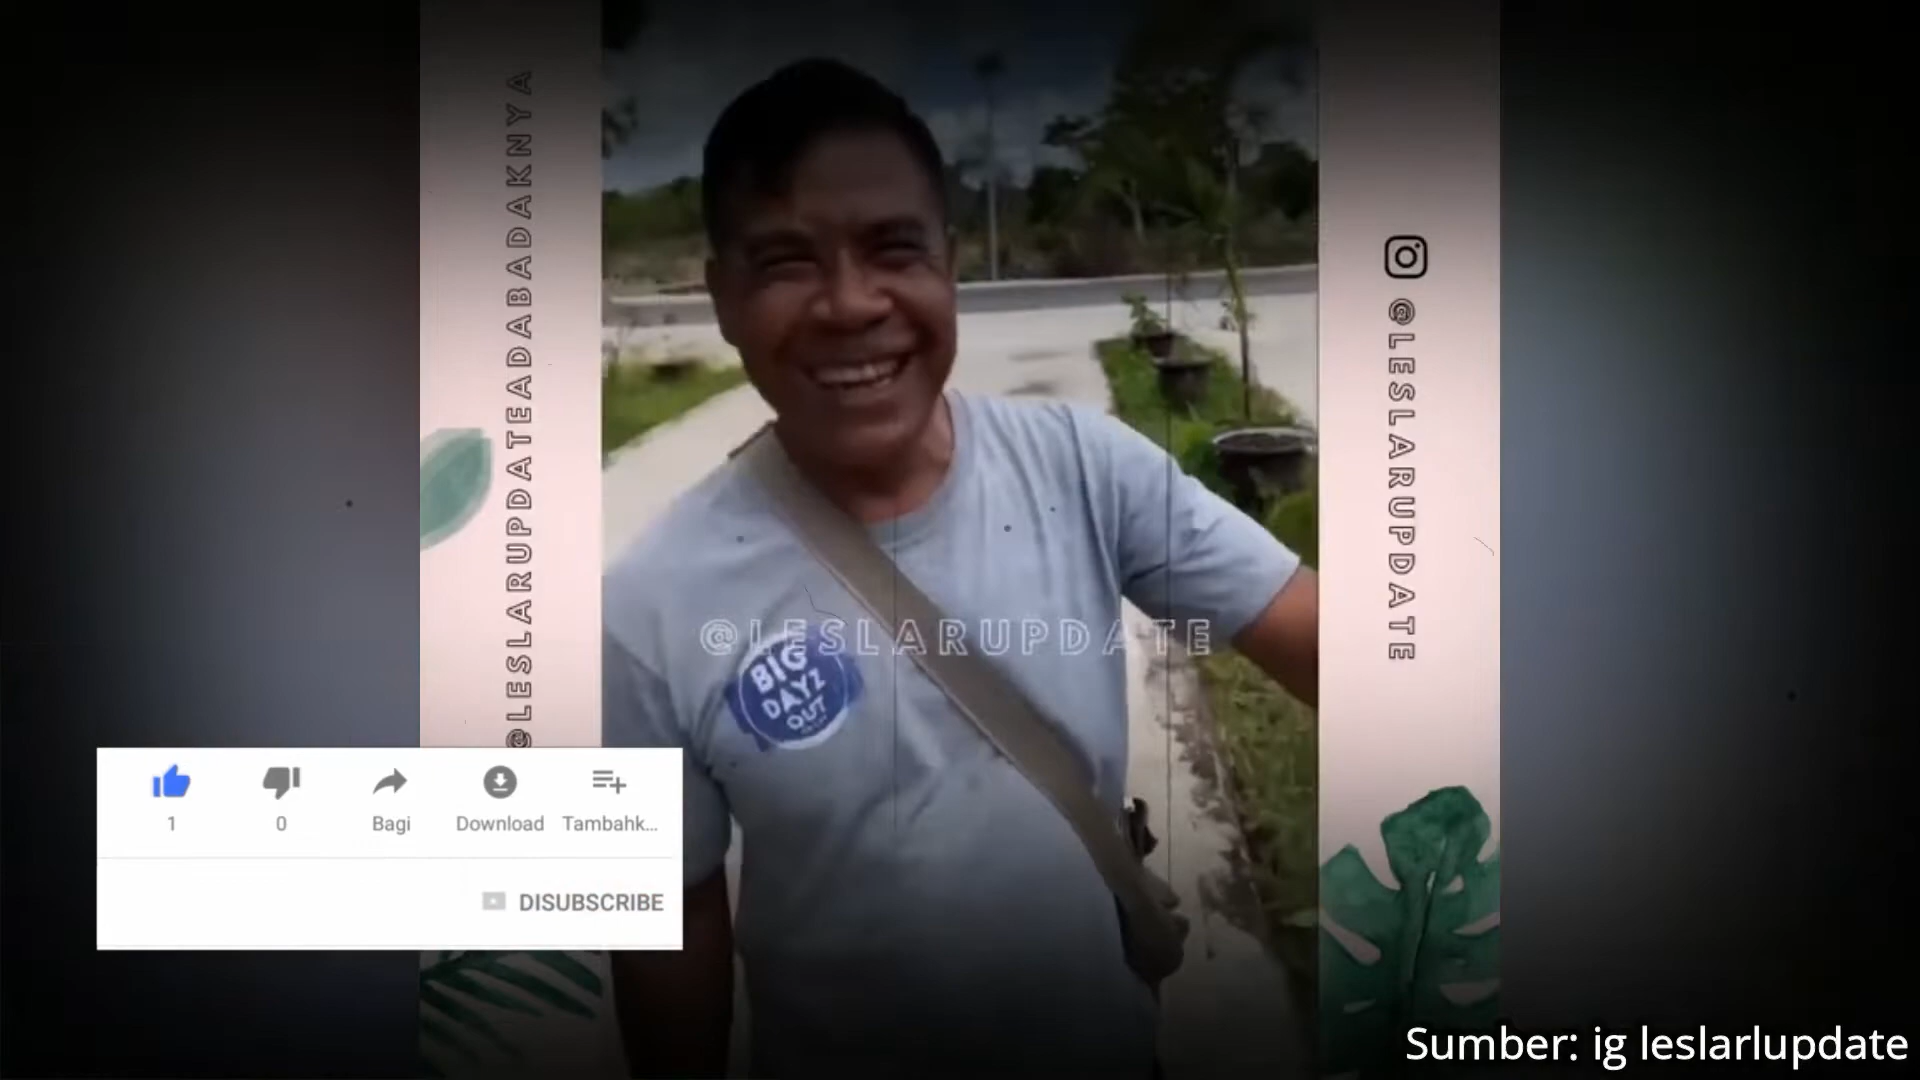 @LESLARUPDATEADABADAKNYA
@LESLARUPDATE
@LESLARUPDATE
BIG
DAYZ
OUT
1
0
Bagi
Download
Tambahk...
DISUBSCRIBE
Sumber: ig leslarlupdate